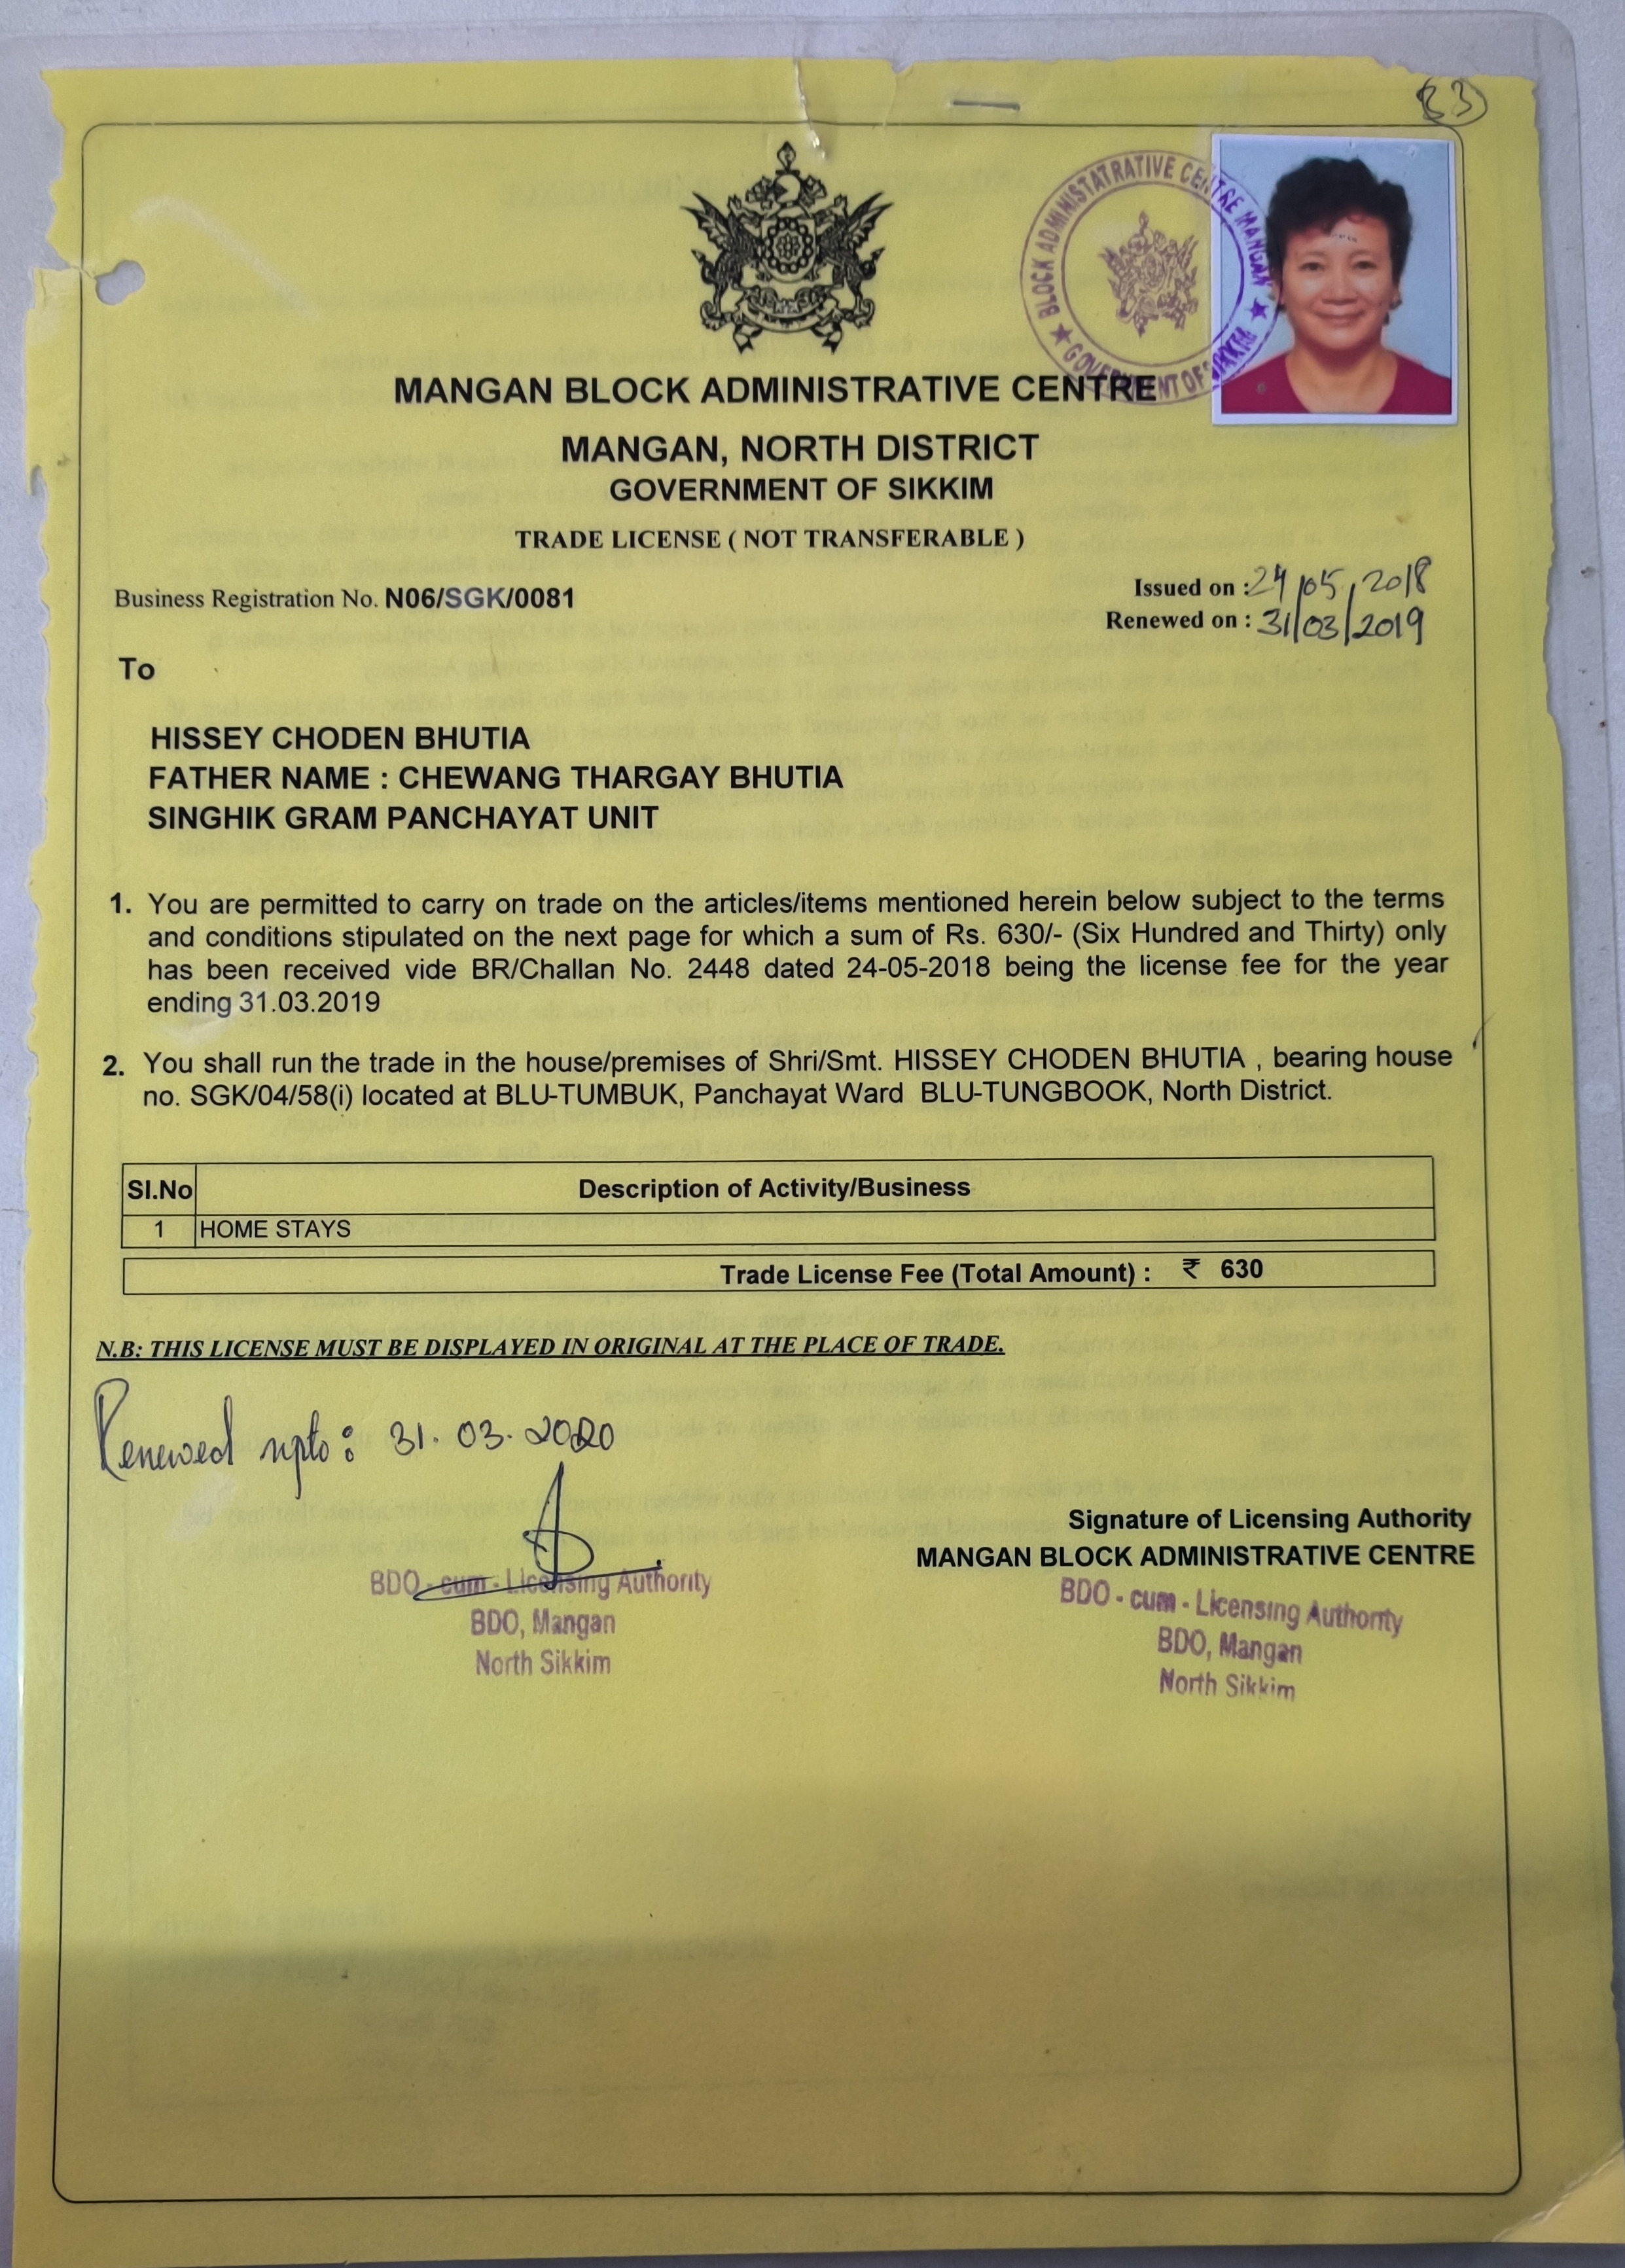 33
BLOCK ADMINISTATRATIVE CENTRE MANGAN
GOVERNMENT OF SIKKIM
MANGAN BLOCK ADMINISTRATIVE CENTRE
MANGAN, NORTH DISTRICT
GOVERNMENT OF SIKKIM
TRADE LICENSE ( NOT TRANSFERABLE )
Business Registration No. N06/SGK/0081
Issued on : 24/05/2018
Renewed on : 31/03/2019
To
HISSEY CHODEN BHUTIA
FATHER NAME : CHEWANG THARGAY BHUTIA
SINGHIK GRAM PANCHAYAT UNIT
1. You are permitted to carry on trade on the articles/items mentioned herein below subject to the terms
and conditions stipulated on the next page for which a sum of Rs. 630/- (Six Hundred and Thirty) only
has been received vide BR/Challan No. 2448 dated 24-05-2018 being the license fee for the year
ending 31.03.2019
2. You shall run the trade in the house/premises of Shri/Smt. HISSEY CHODEN BHUTIA , bearing house
no. SGK/04/58(i) located at BLU-TUMBUK, Panchayat Ward BLU-TUNGBOOK, North District.
Sl.No Description of Activity/Business
1 HOME STAYS
Trade License Fee (Total Amount) : ₹ 630
N.B: THIS LICENSE MUST BE DISPLAYED IN ORIGINAL AT THE PLACE OF TRADE.
Renewed upto: 31.03.2020
BDO - cum - Licensing Authority
BDO, Mangan
North Sikkim
Signature of Licensing Authority
MANGAN BLOCK ADMINISTRATIVE CENTRE
BDO - cum - Licensing Authority
BDO, Mangan
North Sikkim